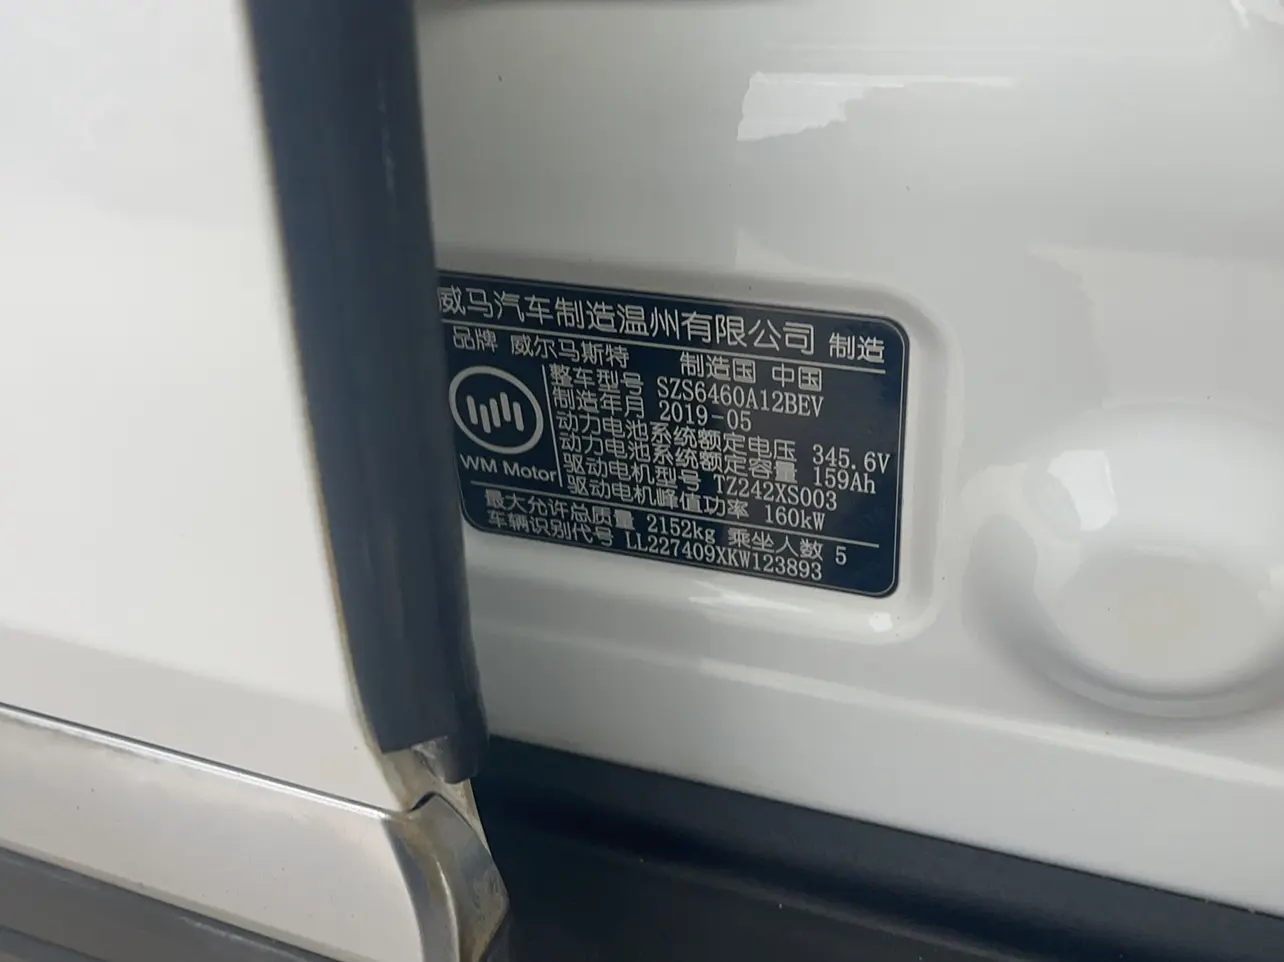 威马汽车制造温州有限公司 制造
品牌 威尔马斯特 制造国 中国
整车型号 SZS6460A12BEV
制造年月 2019-05
动力电池系统额定电压 345.6V
动力电池系统额定容量 159Ah
驱动电机型号 TZ242XS003
驱动电机峰值功率 160kW
WM Motor
最大允许总质量 2152kg 乘坐人数 5
车辆识别代号 LL227409XKW123893